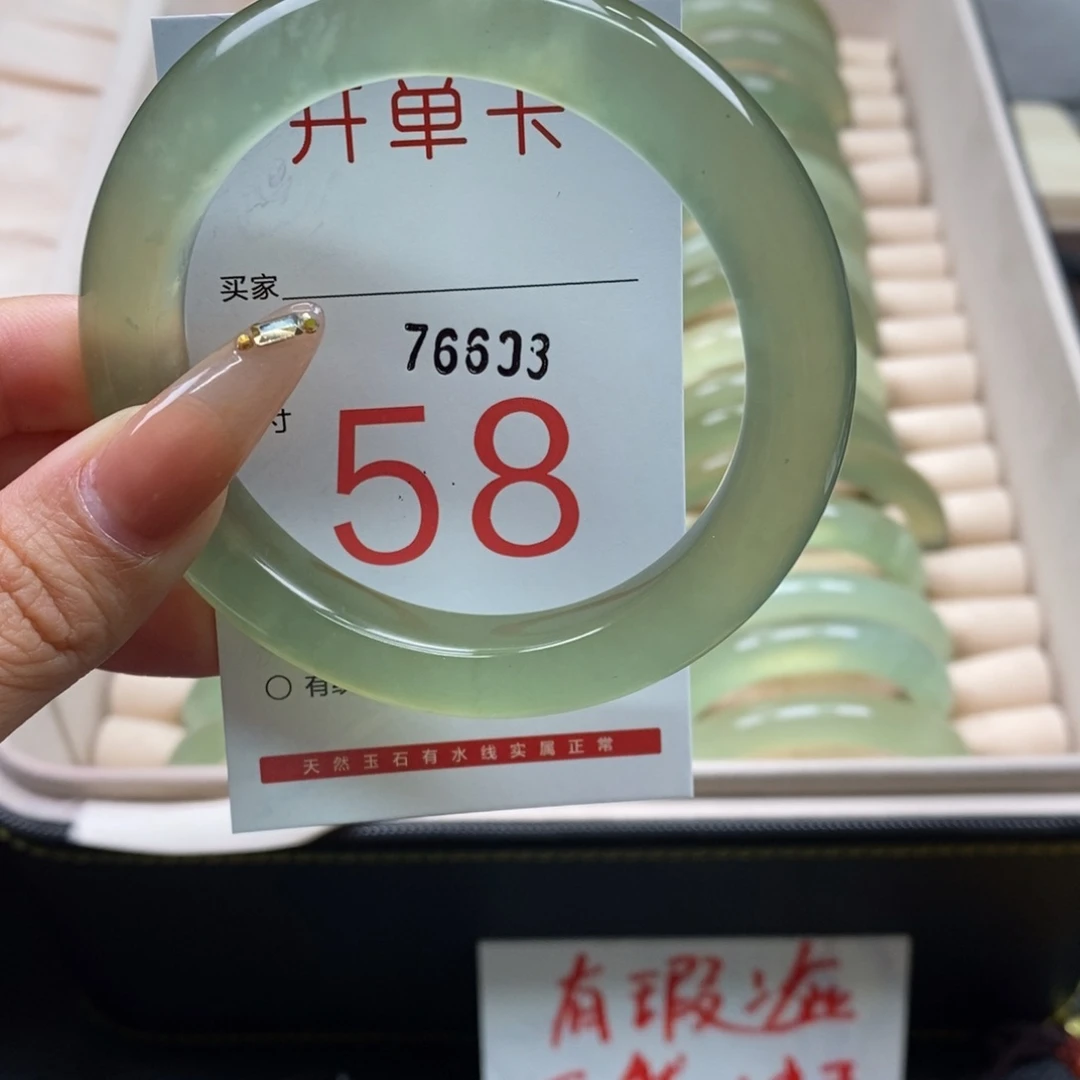 开单卡
买家
76603
寸
58
有
天然玉石有水线实属正常
有瑕疵